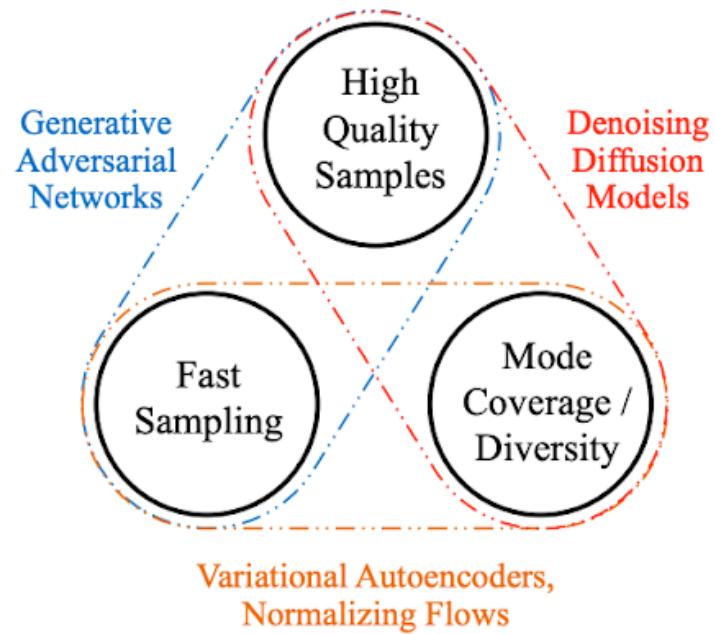 High
Quality
Samples
Generative
Adversarial
Networks
Denoising
Diffusion
Models
Fast
Sampling
Mode
Coverage /
Diversity
Variational Autoencoders,
Normalizing Flows